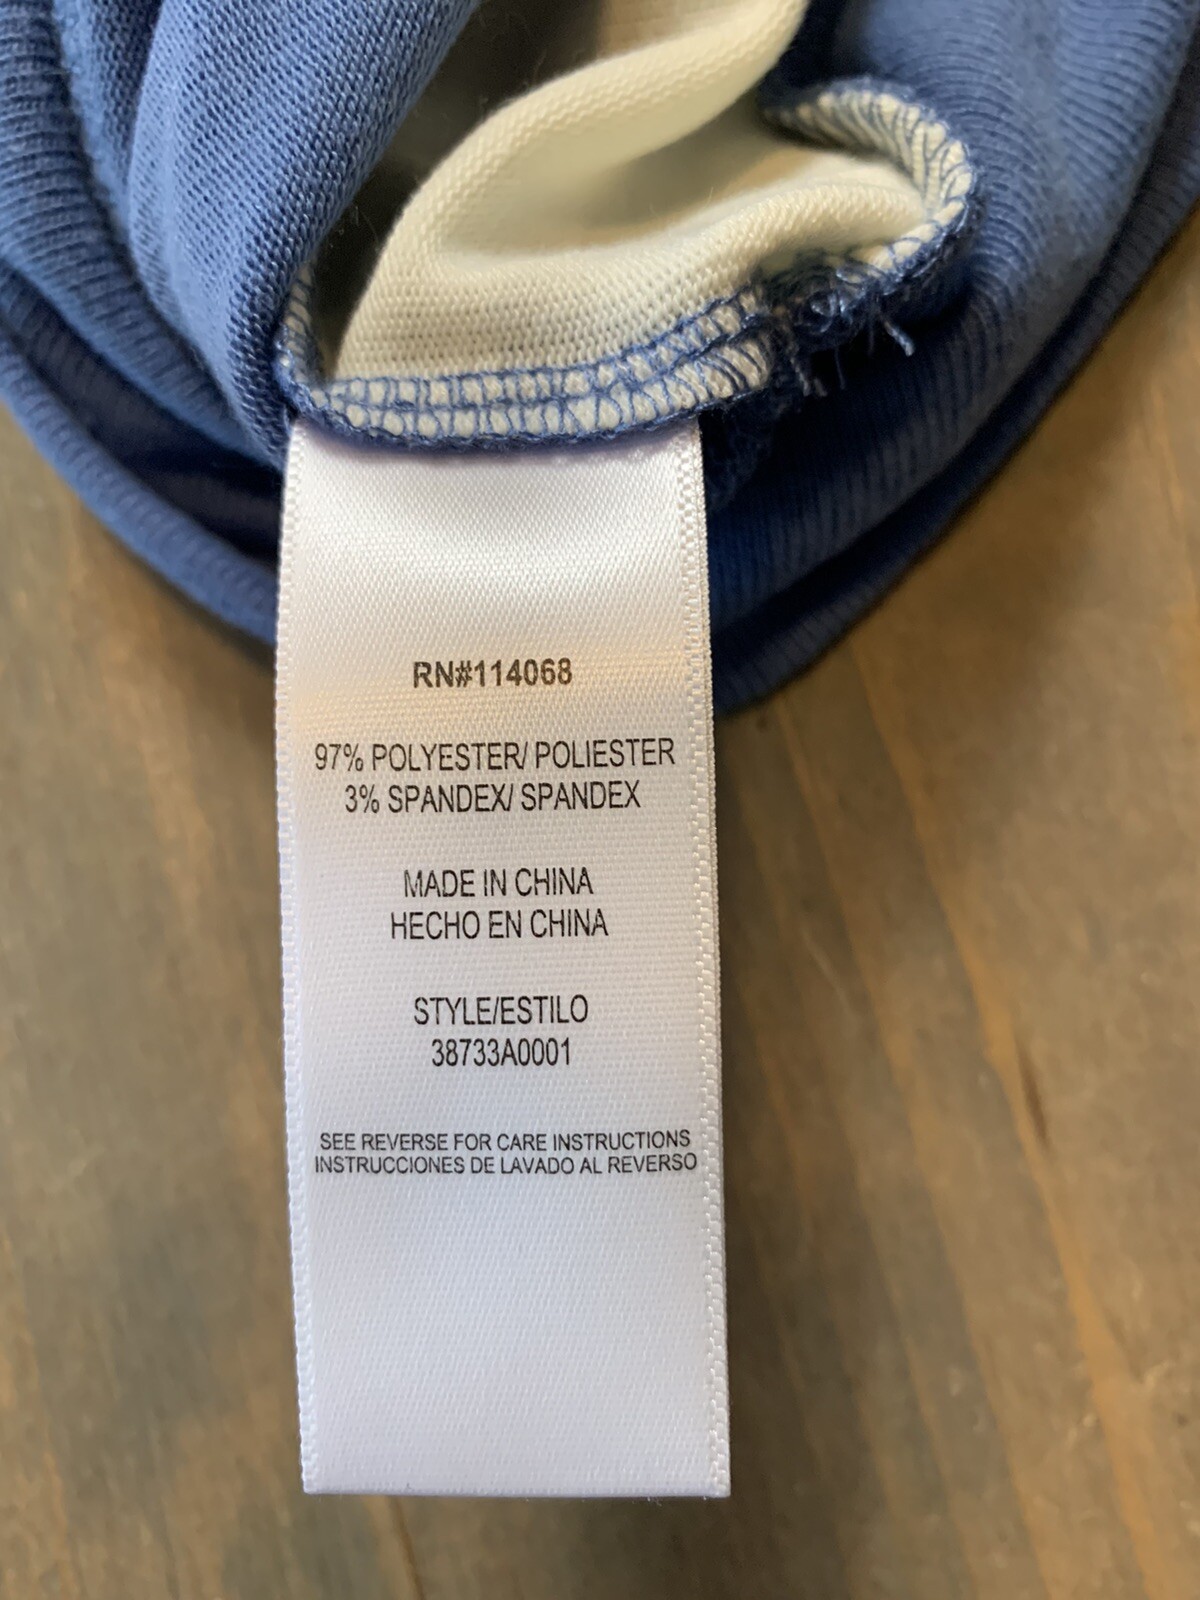 RN#114068
97% POLYESTER/ POLIESTER
3% SPANDEX/ SPANDEX
MADE IN CHINA
HECHO EN CHINA
STYLE/ESTILO
38733A0001
SEE REVERSE FOR CARE INSTRUCTIONS
INSTRUCCIONES DE LAVADO AL REVERSO